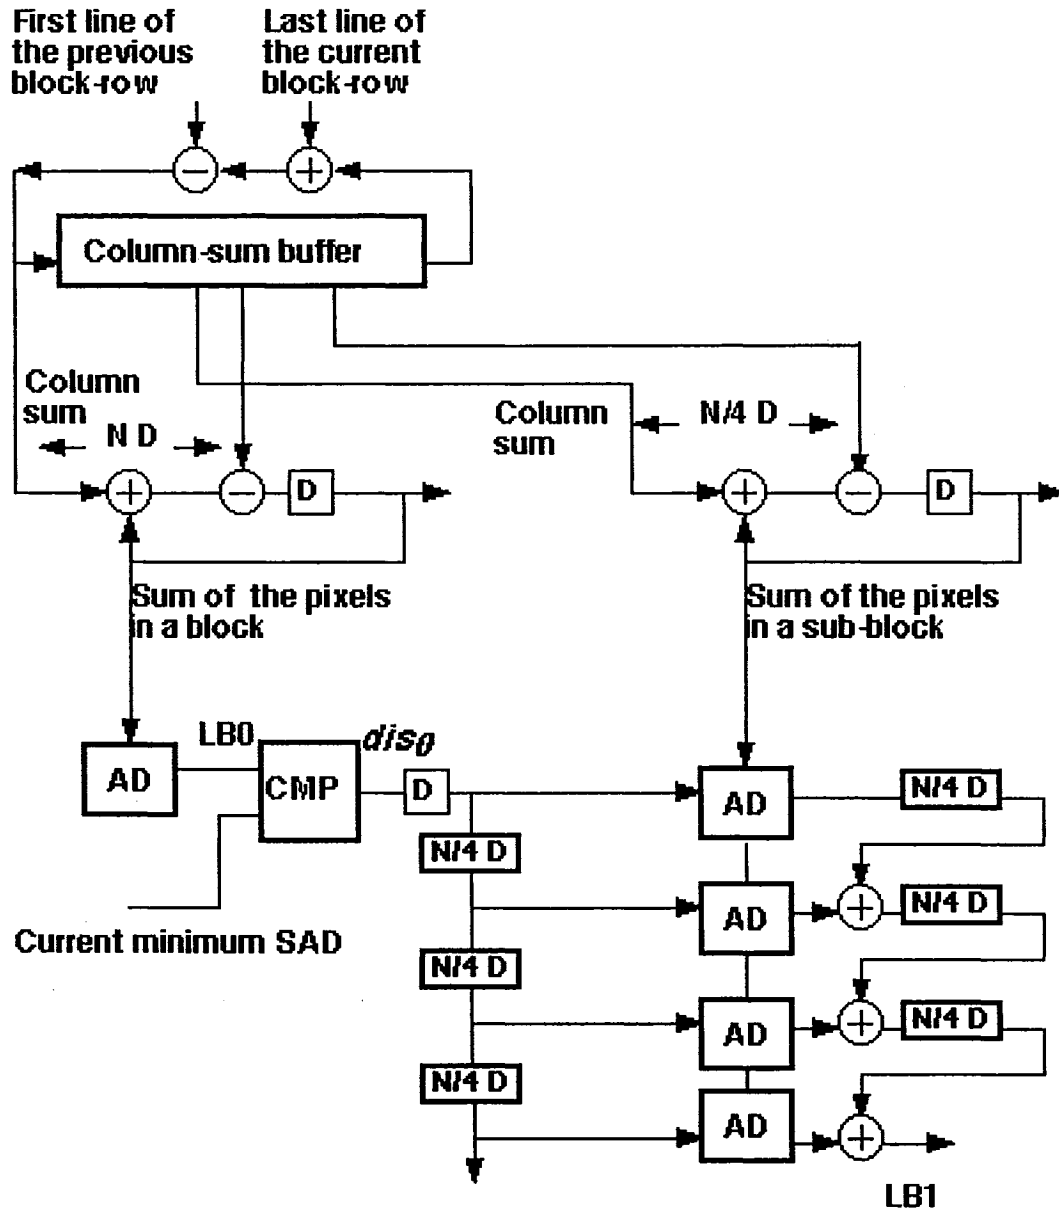 First line of
the previous
block-row
Last line of
the current
block-row
−
+
Column-sum buffer
Column
sum
N D
Column
sum
N/4 D
+
−
D
+
−
D
Sum of the pixels
in a block
Sum of the pixels
in a sub-block
LB0
dis0
AD
CMP
D
AD
N/4 D
N/4 D
AD
+
N/4 D
Current minimum SAD
N/4 D
AD
+
N/4 D
N/4 D
AD
+
LB1